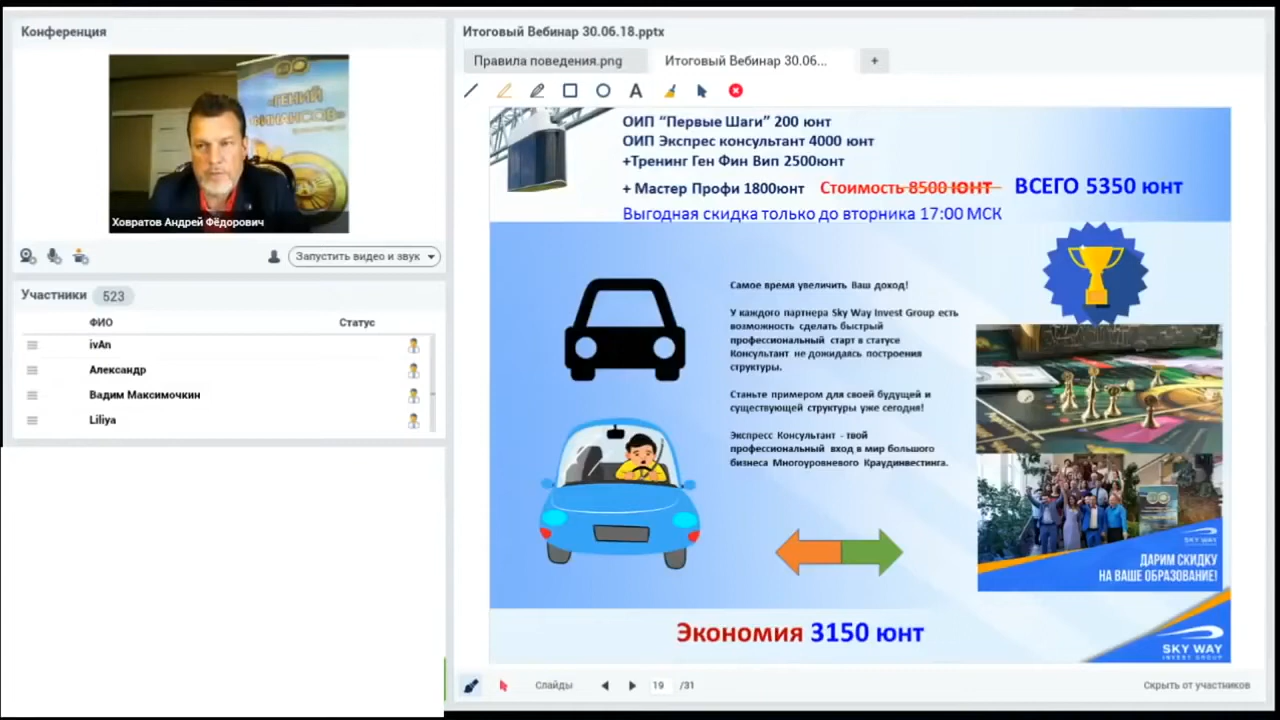 Конференция
«ГЕНИЙ
ФИНАНСОВ»
Ховратов Андрей Фёдорович
Запустить видео и звук
Участники 523
ФИО Статус
ivAn
Александр
Вадим Максимочкин
Liliya
Итоговый Вебинар 30.06.18.pptx
Правила поведения.png Итоговый Вебинар 30.06... +
A
ОИП “Первые Шаги” 200 юнт
ОИП Экспрес консультант 4000 юнт
+Тренинг Ген Фин Вип 2500юнт
+ Мастер Профи 1800юнт Стоимость 8500 юнт ВСЕГО 5350 юнт
Выгодная скидка только до вторника 17:00 МСК
Самое время увеличить Ваш доход!
У каждого партнера Sky Way Invest Group есть
возможность сделать быстрый
профессиональный старт в статусе
Консультант не дожидаясь построения
структуры.
Станьте примером для своей будущей и
существующей структуры уже сегодня!
Экспресс Консультант - твой
профессиональный вход в мир большого
бизнеса Многоуровневого Краудинвестинга.
SKY WAY
ДАРИМ СКИДКУ
НА ВАШЕ ОБРАЗОВАНИЕ!
Экономия 3150 юнт
SKY WAY
INVEST GROUP
Слайды 19 /31
Скрыть от участников